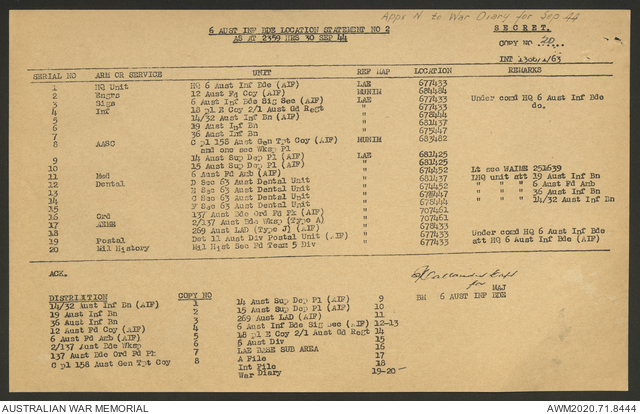 Appx N to War Diary for Sep 44
6 AUST INF BDE LOCATION STATEMENT NO 2
AS AT 2359 HRS 30 SEP 44
S E C R E T.
COPY NO 20
INT
SERIAL NO ARM OR SERVICE UNIT REF MAP LOCATION REMARKS
1 HQ Unit HQ 6 Aust Inf Bde (AIF) LAE 677433
2 Engrs 12 Aust Fd Coy (AIF) MUNUM 684484
3 Sigs 6 Aust Inf Bde Sig Sec (AIF) LAE 677433 Under comd HQ 6 Aust Inf Bde
4 Inf 18 pl E Coy 2/1 Aust Gd Regt " 677433 do.
5 14/32 Aust Inf Bn (AIF) " 678444
6 19 Aust Inf Bn " 681437
7 36 Aust Inf Bn " 675447
8 AASC C pl 158 Aust Gen Tpt Coy MUNUM 683482
and one sec Wksp Pl
9 14 Aust Sup Dep Pl (AIF) LAE 681425
10 15 Aust Sup Dep Pl (AIF) " 681425
11 Med 6 Aust Fd Amb (AIF) " 674452 Lt sec WAIME 251639
12 Dental D Sec 63 Aust Dental Unit " 681437 IHQ unit att 19 Aust Inf Bn
13 Sec 63 Aust Dental Unit " 674452 " " " 6 Aust Fd Amb
14 Sec 63 Aust Dental Unit " 678447 " " " 36 Aust Inf Bn
15 Sec 63 Aust Dental Unit " 678444 " " " 14/32 Aust Inf Bn
16 Ord 137 Aust Bde Ord Fd Pk (AIF) " 707461
17 AEME 2/137 Aust Bde Wksp (Type A) " 707461
18 269 Aust LAD (Type J) (AIF) " 678433
19 Postal Det 11 Aust Div Postal Unit (AIF) " 677433 Under comd HQ 6 Aust Inf Bde
20 Mil History Mil Hist Sec Fd Team 5 Div " 677433 att HQ 6 Aust Inf Bde (AIF)
ACK.
for MAJ
BM 6 AUST INF BDE
DISTRIBUTION COPY NO
14/32 Aust Inf Bn (AIF) 1
19 Aust Inf Bn 2
36 Aust Inf Bn 3
12 Aust Fd Coy (AIF) 4
6 Aust Fd Amb (AIF) 5
2/137 Aust Bde Wksp 6
137 Aust Bde Ord Fd Pk 7
C pl 158 Aust Gen Tpt Coy 8
14 Aust Sup Dep Pl (AIF) 9
15 Aust Sup Dep Pl (AIF) 10
269 Aust LAD (AIF) 11
6 Aust Inf Bde Sig Sec (AIF) 12-13
18 pl E Coy 2/1 Aust Gd Regt 14
5 Aust Div 15
LAE BASE SUB AREA 16
A File 17
Int File 18
War Diary 19-20
AUSTRALIAN WAR MEMORIAL
AWM2020.71.8444